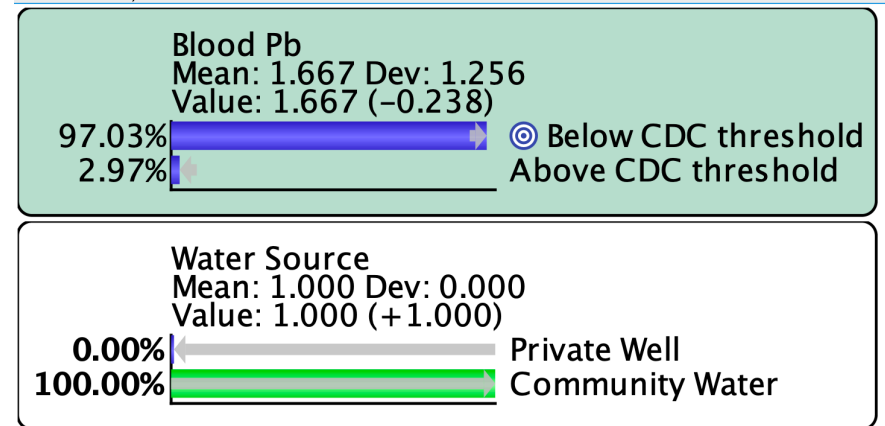 Blood Pb
Mean: 1.667 Dev: 1.256
Value: 1.667 (−0.238)
97.03% Below CDC threshold
2.97% Above CDC threshold
Water Source
Mean: 1.000 Dev: 0.000
Value: 1.000 (+1.000)
0.00% Private Well
100.00% Community Water